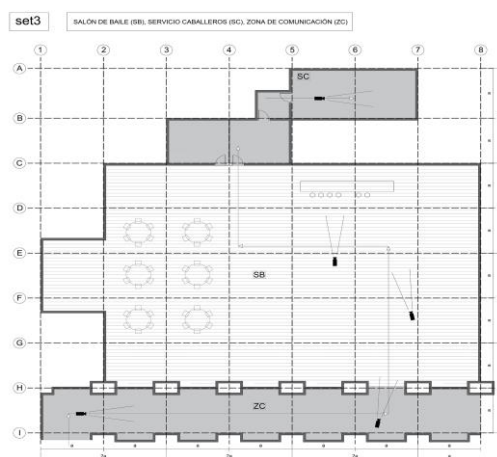 set3
SALÓN DE BAILE (SB), SERVICIO CABALLEROS (SC), ZONA DE COMUNICACIÓN (ZC)
1 2 3 4 5 6 7 8
A
SC
B
C
D
E
SB
F
G
H
ZC
I